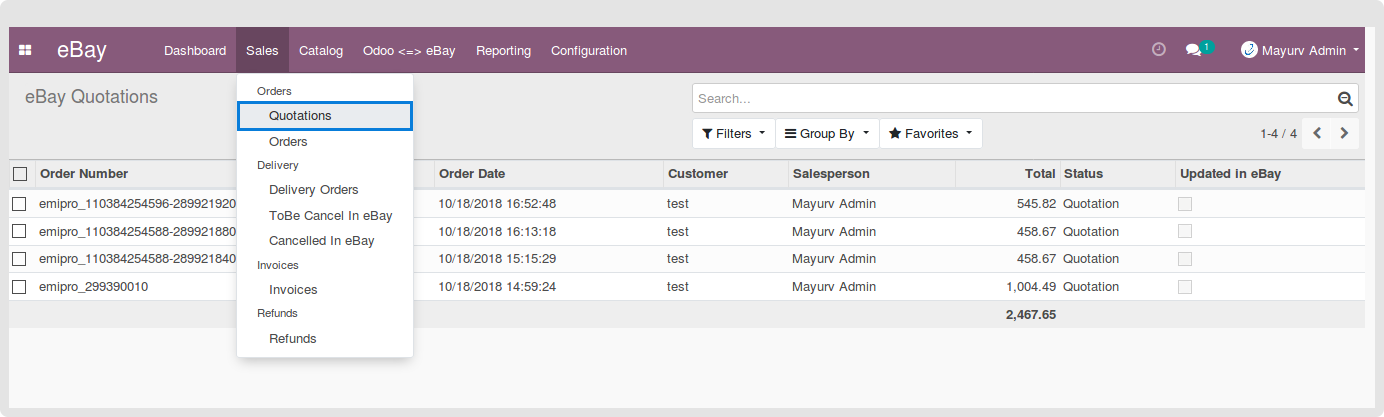 eBay Dashboard Sales Catalog Odoo <=> eBay Reporting Configuration 1 Mayurv Admin
eBay Quotations
Search...
Filters Group By Favorites 1-4 / 4
Orders
Quotations
Orders
Delivery
Delivery Orders
ToBe Cancel In eBay
Cancelled In eBay
Invoices
Invoices
Refunds
Refunds
Order Number Order Date Customer Salesperson Total Status Updated in eBay
emipro_110384254596-289921920 10/18/2018 16:52:48 test Mayurv Admin 545.82 Quotation
emipro_110384254588-289921880 10/18/2018 16:13:18 test Mayurv Admin 458.67 Quotation
emipro_110384254588-289921840 10/18/2018 15:15:29 test Mayurv Admin 458.67 Quotation
emipro_299390010 10/18/2018 14:59:24 test Mayurv Admin 1,004.49 Quotation
2,467.65